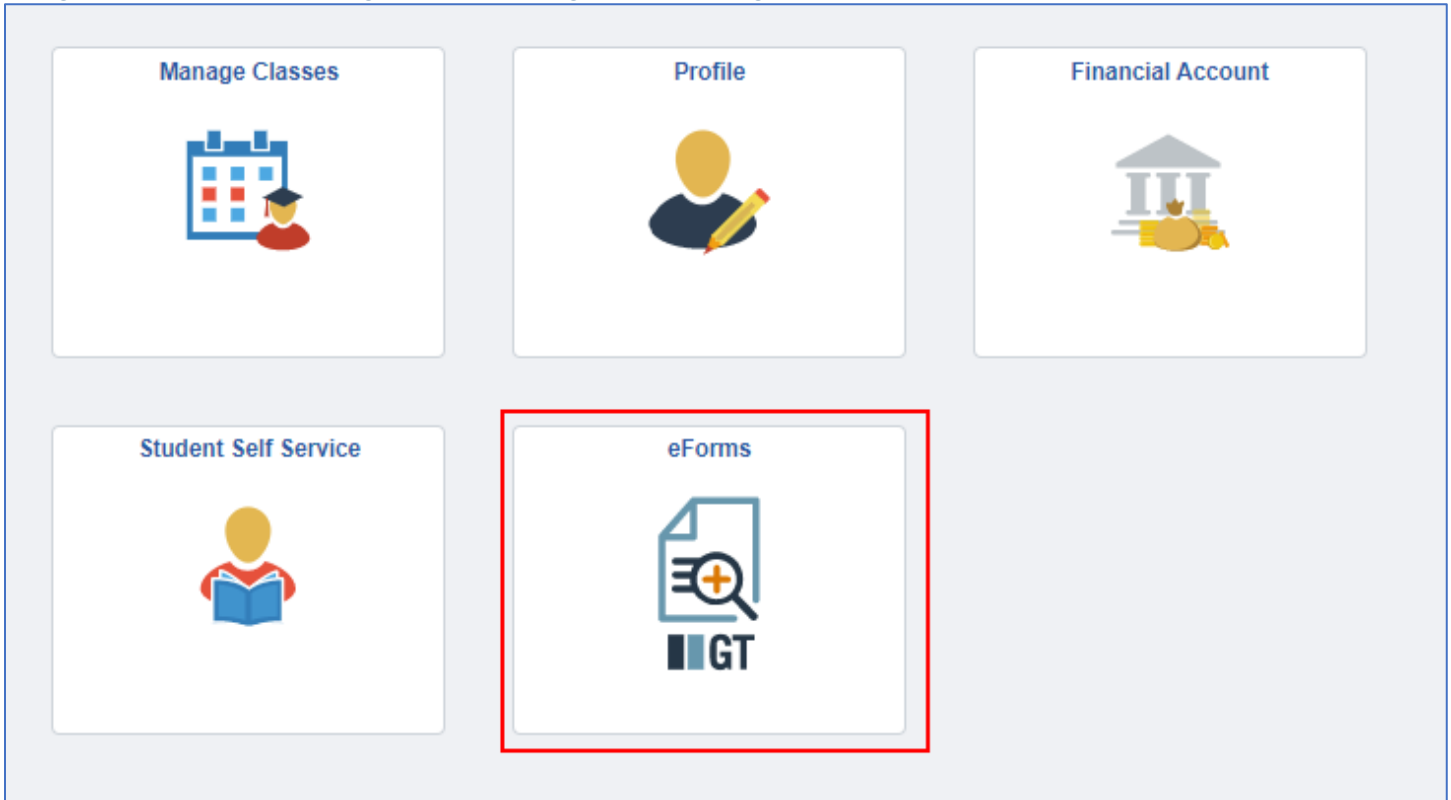 Manage Classes
Profile
Financial Account
Student Self Service
eForms
GT